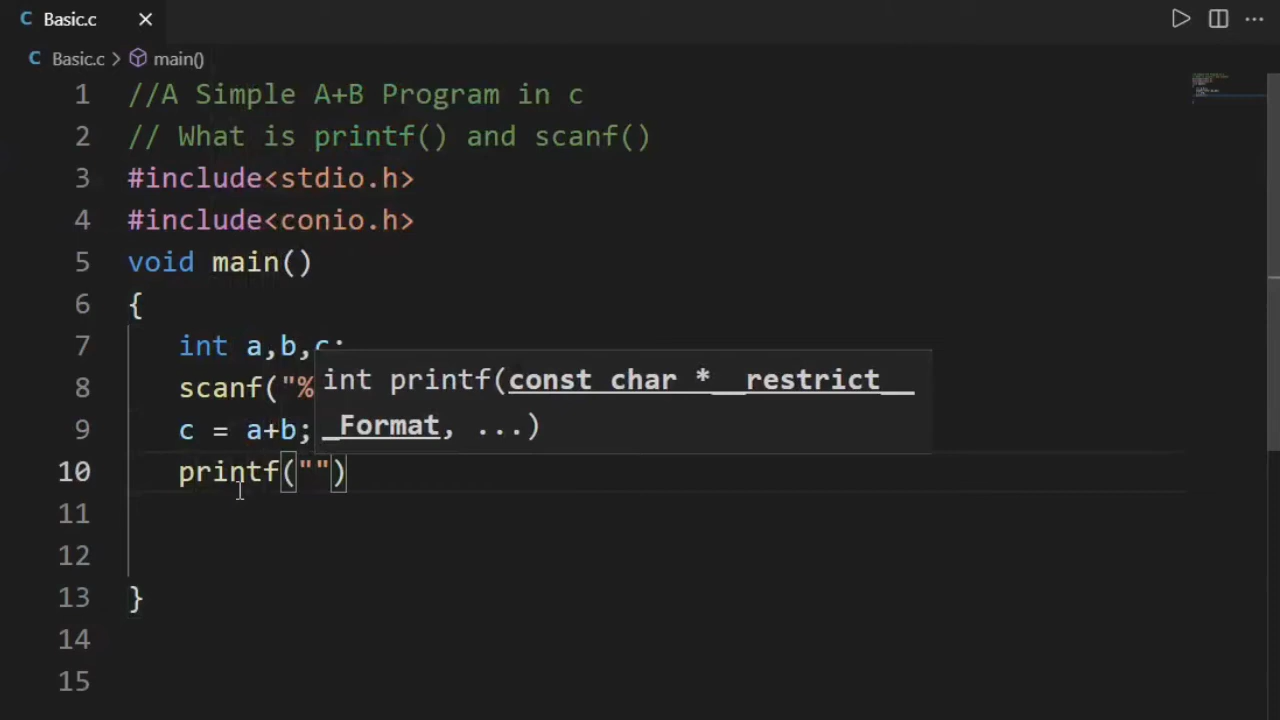 Basic.c
Basic.c main()
1 //A Simple A+B Program in c
2 // What is printf() and scanf()
3 #include<stdio.h>
4 #include<conio.h>
5 void main()
6 {
7 int a,b,c;
8 scanf("%
int printf(const char *__restrict__
9 c = a+b;
_Format, ...)
10 printf("")
11
12
13 }
14
15